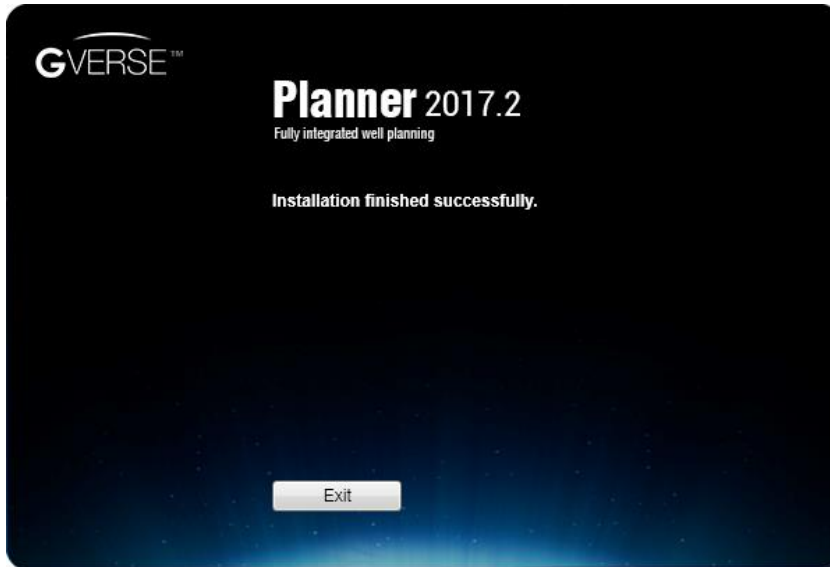 GVERSE™
Planner 2017.2
Fully integrated well planning
Installation finished successfully.
Exit